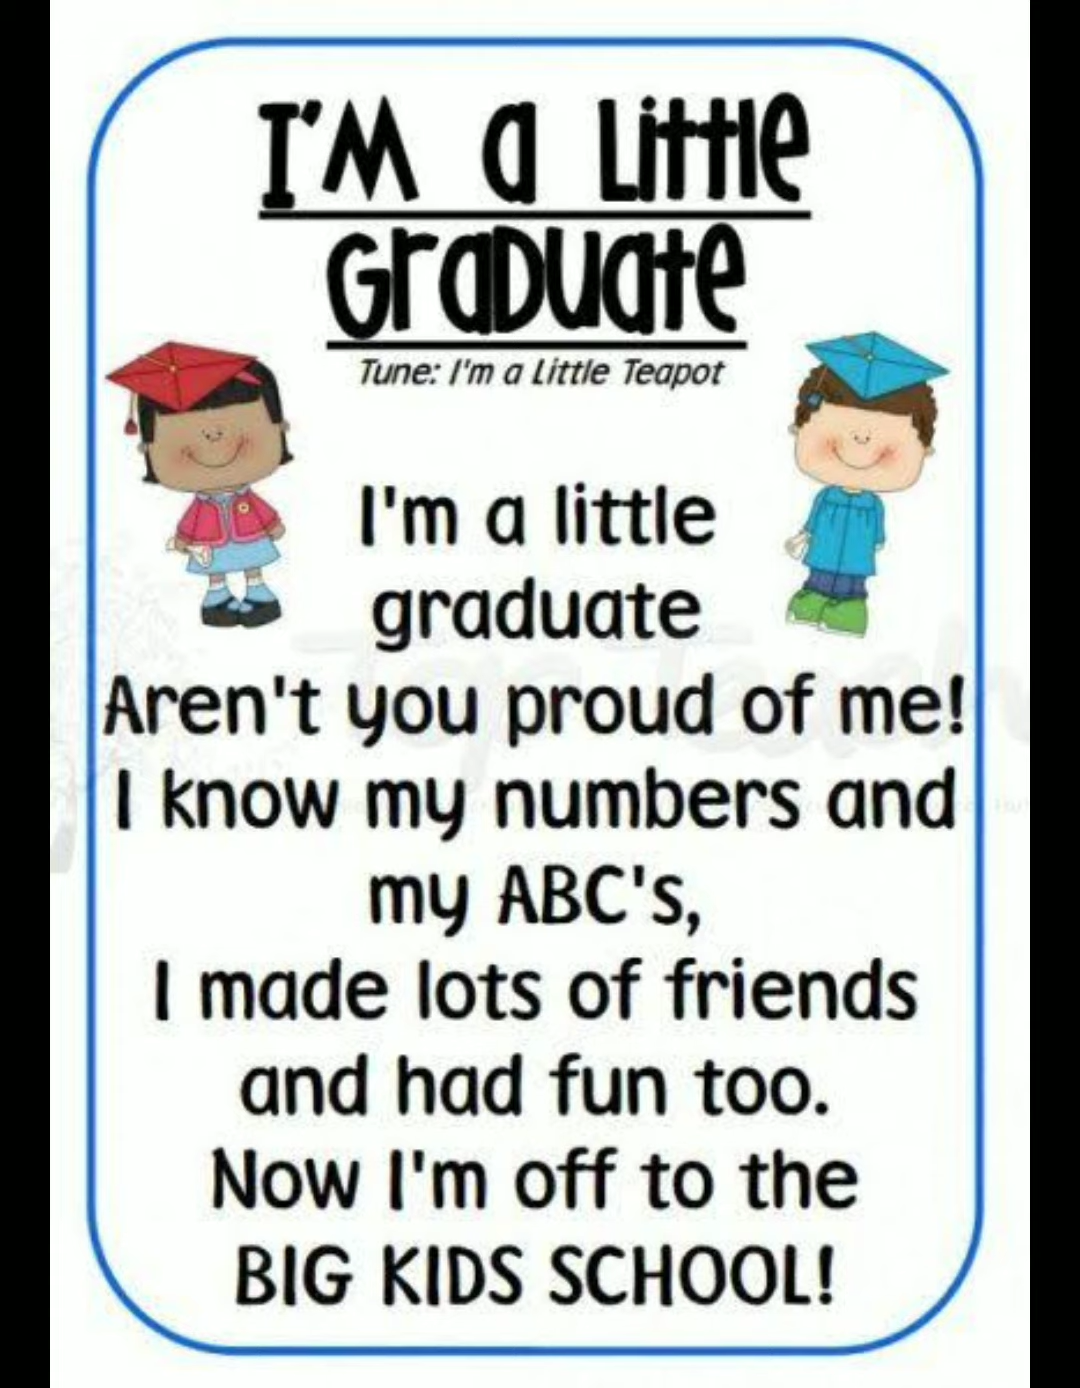 I'm a Little
Graduate
Tune: I'm a Little Teapot
I'm a little
graduate
Aren't you proud of me!
I know my numbers and
my ABC's,
I made lots of friends
and had fun too.
Now I'm off to the
BIG KIDS SCHOOL!